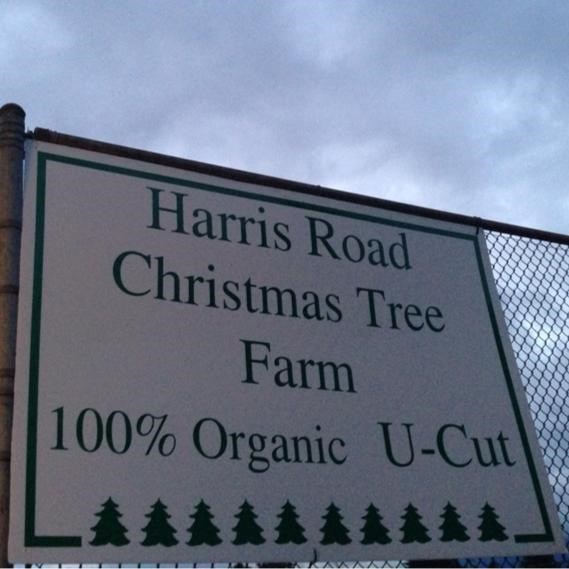 Harris Road
Christmas Tree
Farm
100% Organic U-Cut